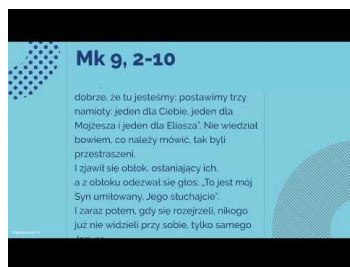 Mk 9, 2-10
dobrze, że tu jesteśmy; postawimy trzy
namioty: jeden dla Ciebie, jeden dla
Mojżesza i jeden dla Eliasza”. Nie wiedział
bowiem, co należy mówić, tak byli
przestraszeni.
I zjawił się obłok, osłaniający ich,
a z obłoku odezwał się głos: „To jest mój
Syn umiłowany, Jego słuchajcie”.
I zaraz potem, gdy się rozejrzeli, nikogo
już nie widzieli przy sobie, tylko samego